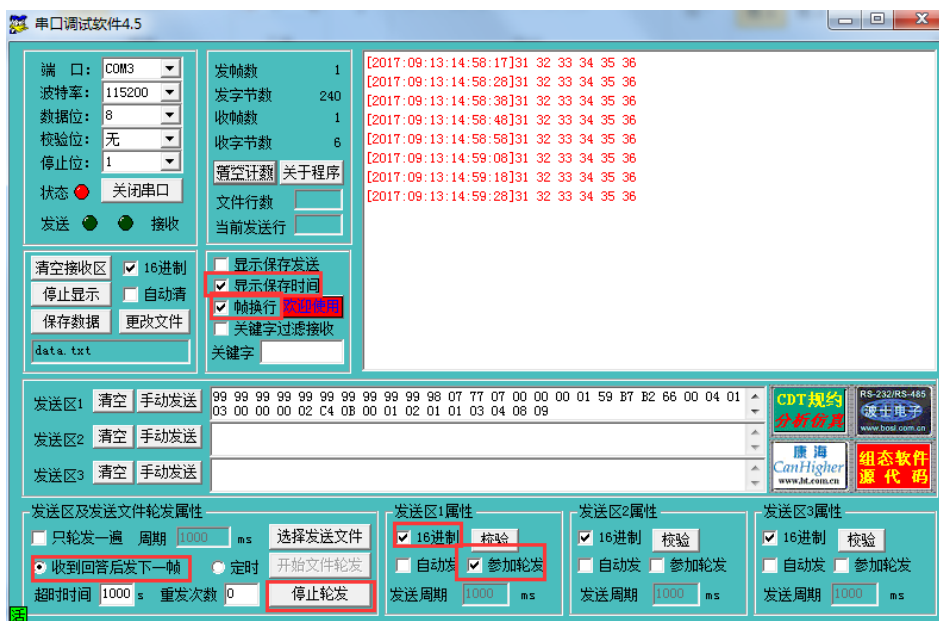 串口调试软件4.5
端 口: COM3
波特率: 115200
数据位: 8
校验位: 无
停止位: 1
状态 关闭串口
发送 接收
发帧数 1
发字节数 240
收帧数 1
收字节数 6
清空计数 关于程序
文件行数
当前发送行
[2017:09:13:14:58:17]31 32 33 34 35 36
[2017:09:13:14:58:28]31 32 33 34 35 36
[2017:09:13:14:58:38]31 32 33 34 35 36
[2017:09:13:14:58:48]31 32 33 34 35 36
[2017:09:13:14:58:58]31 32 33 34 35 36
[2017:09:13:14:59:08]31 32 33 34 35 36
[2017:09:13:14:59:18]31 32 33 34 35 36
[2017:09:13:14:59:28]31 32 33 34 35 36
清空接收区 16进制
停止显示 自动清
保存数据 更改文件
data.txt
显示保存发送
显示保存时间
帧换行 欢迎使用
关键字过滤接收
关键字
发送区1 清空 手动发送
99 99 99 99 99 99 99 99 99 99 98 07 77 07 00 00 00 01 59 B7 B2 66 00 04 01
03 00 00 00 02 C4 0B 00 01 02 01 01 03 04 08 09
发送区2 清空 手动发送
发送区3 清空 手动发送
CDT规约
分析仿真
RS-232/RS-485
波士电子
www.bosi.com.cn
康 海
CanHigher
www.ht.com.cn
组态软件
源 代 码
发送区及发送文件轮发属性
只轮发一遍 周期 1000 ms 选择发送文件
收到回答后发下一帧 定时 开始文件轮发
超时时间 1000 s 重发次数 0 停止轮发
发送区1属性
16进制 校验
自动发 参加轮发
发送周期 1000 ms
发送区2属性
16进制 校验
自动发 参加轮发
发送周期 1000 ms
发送区3属性
16进制 校验
自动发 参加轮发
发送周期 1000 ms
活